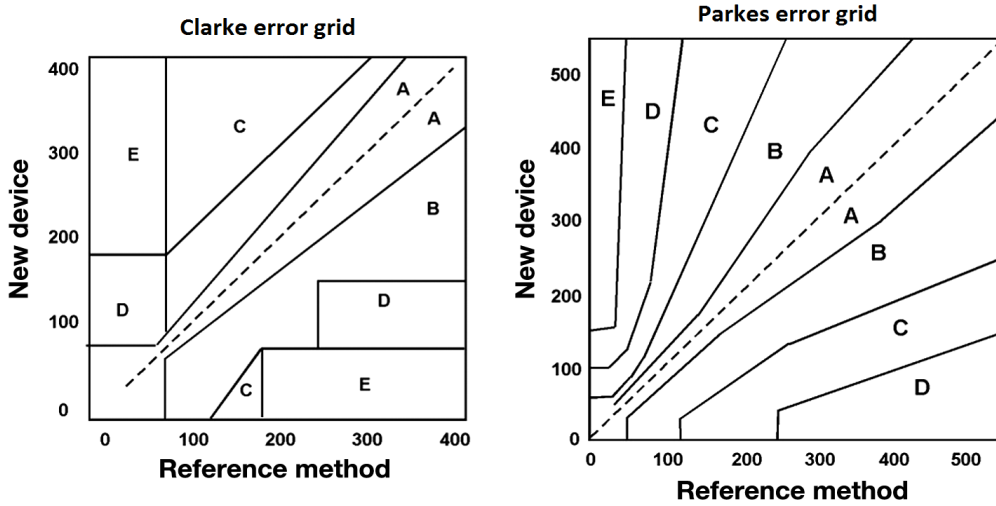 Clarke error grid
400
300
200
100
0
New device
E
C
A
A
B
D
D
C
E
0 100 200 300 400
Reference method
Parkes error grid
500
400
300
200
100
0
New device
E
D
C
B
A
A
B
C
D
0 100 200 300 400 500
Reference method